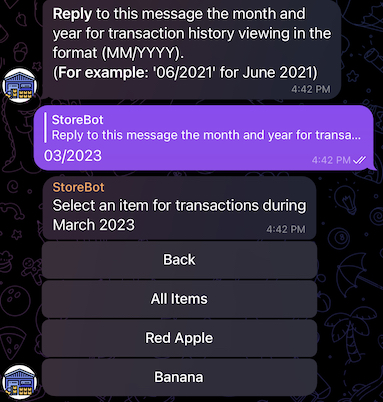 Reply to this message the month and
year for transaction history viewing in the
format (MM/YYYY).
(For example: '06/2021' for June 2021)
4:42 PM
StoreBot
Reply to this message the month and year for transa...
03/2023
4:42 PM
StoreBot
Select an item for transactions during
March 2023
4:42 PM
Back
All Items
Red Apple
Banana